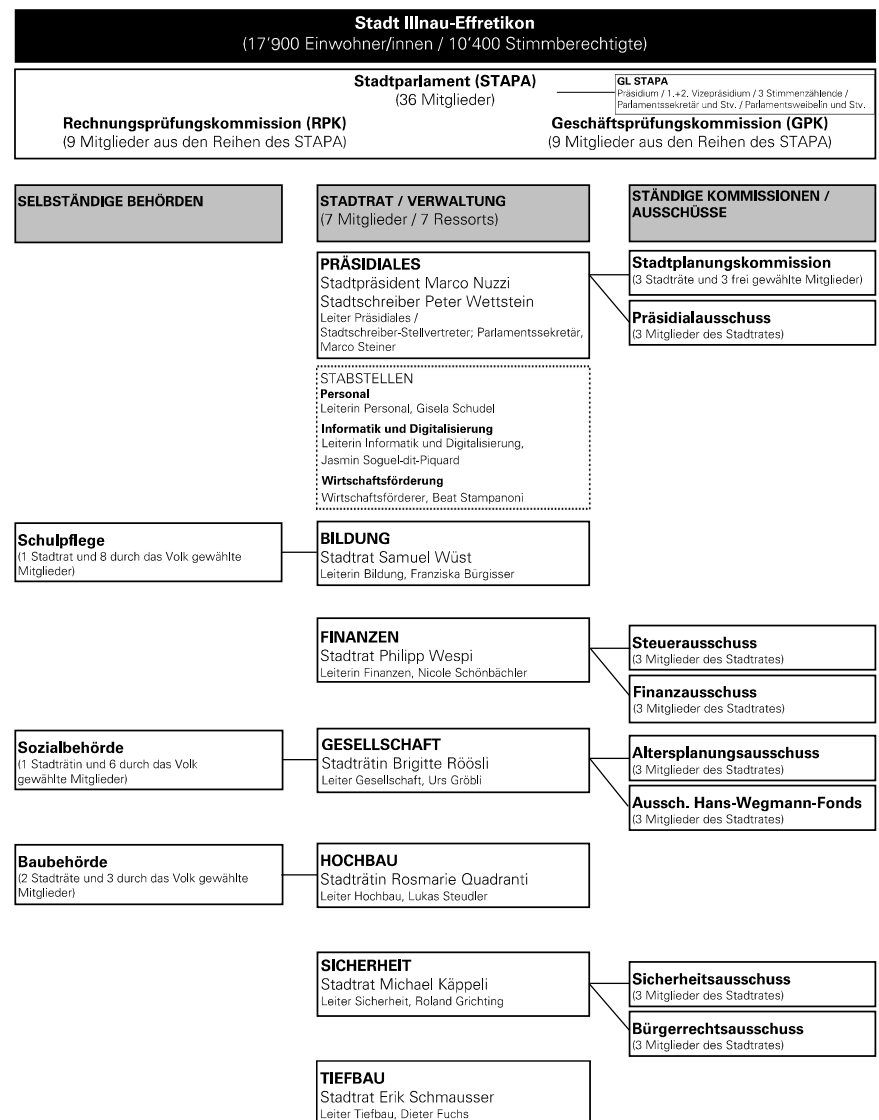 Stadt Illnau-Effretikon
(17'900 Einwohner/innen / 10'400 Stimmberechtigte)
Stadtparlament (STAPA)
(36 Mitglieder)
GL STAPA
Präsidium / 1.+2. Vizepräsidium / 3 Stimmenzählende /
Parlamentssekretär und Stv. / Parlamentsweibelin und Stv.
Rechnungsprüfungskommission (RPK)
(9 Mitglieder aus den Reihen des STAPA)
Geschäftsprüfungskommission (GPK)
(9 Mitglieder aus den Reihen des STAPA)
SELBSTÄNDIGE BEHÖRDEN
STADTRAT / VERWALTUNG
(7 Mitglieder / 7 Ressorts)
STÄNDIGE KOMMISSIONEN /
AUSSCHÜSSE
PRÄSIDIALES
Stadtpräsident Marco Nuzzi
Stadtschreiber Peter Wettstein
Leiter Präsidiales /
Stadtschreiber-Stellvertreter; Parlamentssekretär,
Marco Steiner
Stadtplanungskommission
(3 Stadträte und 3 frei gewählte Mitglieder)
Präsidialausschuss
(3 Mitglieder des Stadtrates)
STABSTELLEN
Personal
Leiterin Personal, Gisela Schudel
Informatik und Digitalisierung
Leiterin Informatik und Digitalisierung,
Jasmin Soguel-dit-Piquard
Wirtschaftsförderung
Wirtschaftsförderer, Beat Stampanoni
Schulpflege
(1 Stadtrat und 8 durch das Volk gewählte
Mitglieder)
BILDUNG
Stadtrat Samuel Wüst
Leiterin Bildung, Franziska Bürgisser
FINANZEN
Stadtrat Philipp Wespi
Leiterin Finanzen, Nicole Schönbächler
Steuerausschuss
(3 Mitglieder des Stadtrates)
Finanzausschuss
(3 Mitglieder des Stadtrates)
Sozialbehörde
(1 Stadträtin und 6 durch das Volk
gewählte Mitglieder)
GESELLSCHAFT
Stadträtin Brigitte Röösli
Leiter Gesellschaft, Urs Gröbli
Altersplanungsausschuss
(3 Mitglieder des Stadtrates)
Aussch. Hans-Wegmann-Fonds
(3 Mitglieder des Stadtrates)
Baubehörde
(2 Stadträte und 3 durch das Volk gewählte
Mitglieder)
HOCHBAU
Stadträtin Rosmarie Quadranti
Leiter Hochbau, Lukas Steudler
SICHERHEIT
Stadtrat Michael Käppeli
Leiter Sicherheit, Roland Grichting
Sicherheitsausschuss
(3 Mitglieder des Stadtrates)
Bürgerrechtsausschuss
(3 Mitglieder des Stadtrates)
TIEFBAU
Stadtrat Erik Schmausser
Leiter Tiefbau, Dieter Fuchs